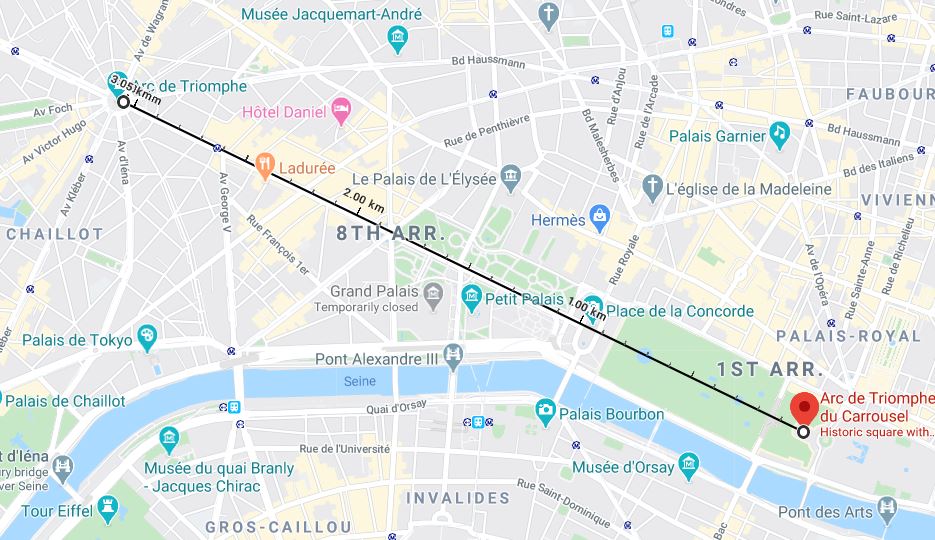 Musée Jacquemart-André
Av de Wagram
Rue Saint-Lazare
Bd Haussmann
3.05 km
Arc de Triomphe
Av Foch
Hôtel Daniel
Rue d'Anjou
Rue de l'Arcade
FAUBOUR
Av Victor Hugo
Rue de Penthièvre
Bd Malesherbes
Palais Garnier
Bd Haussmann
Av d'Iéna
Ladurée
Bd des Italiens
Av Kléber
Av George V
Le Palais de L'Élysée
L'église de la Madeleine
2.00 km
VIVIENN
CHAILLOT
8TH ARR.
Hermès
Rue François 1er
Rue Royale
Av de l'Opéra
Rue Sainte-Anne
Rue de Richelieu
Grand Palais
Temporarily closed
Petit Palais
1.00 km
Place de la Concorde
Palais de Tokyo
PALAIS-ROYAL
Pont Alexandre III
1ST ARR.
Seine
Palais de Chaillot
Quai d'Orsay
Palais Bourbon
Arc de Triomphe
du Carrousel
Historic square with...
Rue de l'Université
t d'Iéna
ury bridge
ver Seine
Musée du quai Branly
- Jacques Chirac
Musée d'Orsay
Tour Eiffel
INVALIDES
Rue Saint-Dominique
Pont des Arts
GROS-CAILLOU
Bac